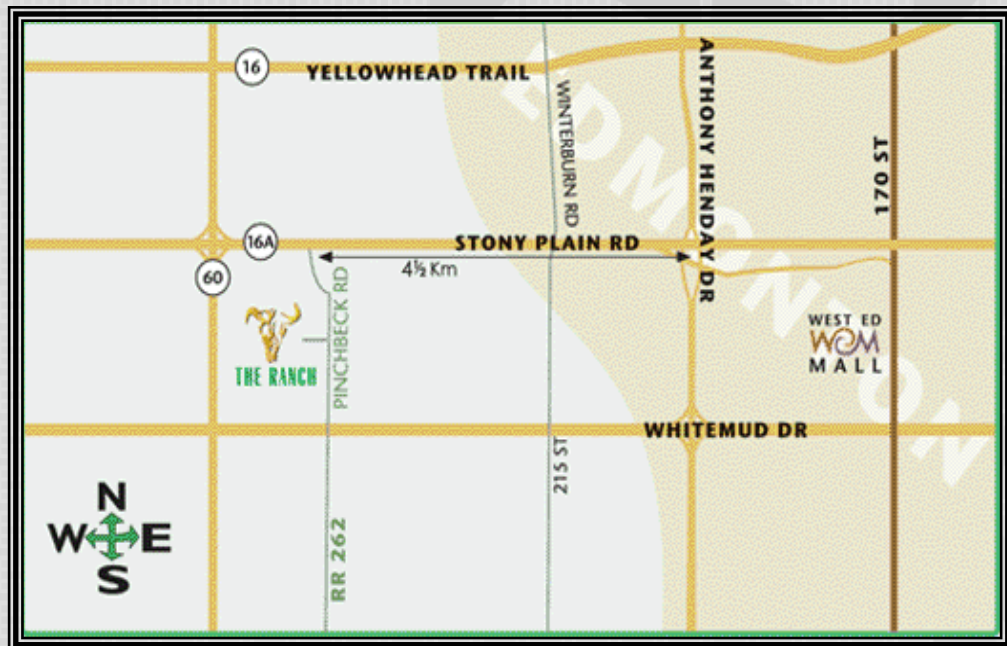 16
YELLOWHEAD TRAIL
EDMONTON
WINTERBURN RD
ANTHONY HENDAY DR
170 ST
16A
STONY PLAIN RD
4½ Km
60
PINCHBECK RD
THE RANCH
WEST ED
WEM
MALL
WHITEMUD DR
215 ST
RR 262
N
W E
S